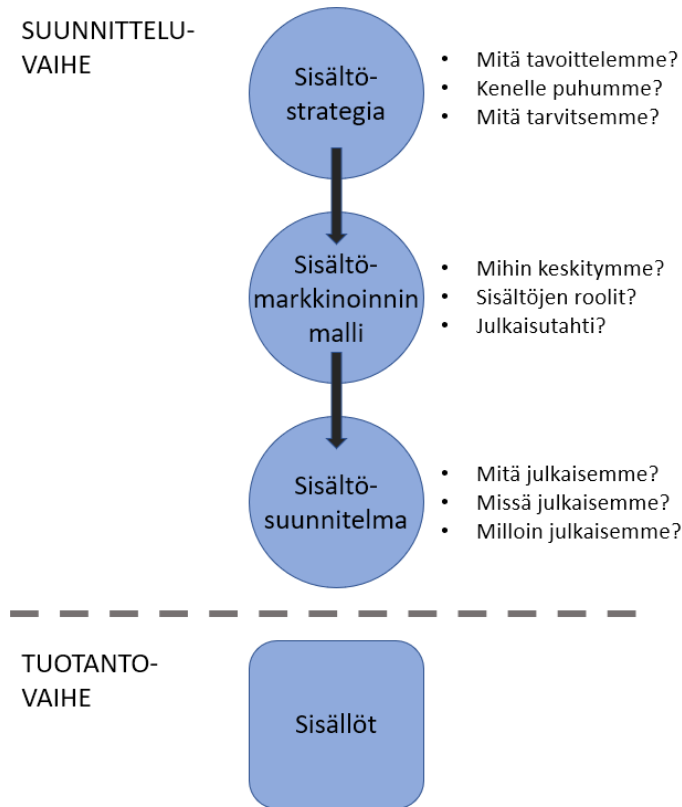 SUUNNITTELU-
VAIHE
Sisältö-
strategia
• Mitä tavoittelemme?
• Kenelle puhumme?
• Mitä tarvitsemme?
Sisältö-
markkinoinnin
malli
• Mihin keskitymme?
• Sisältöjen roolit?
• Julkaisutahti?
Sisältö-
suunnitelma
• Mitä julkaisemme?
• Missä julkaisemme?
• Milloin julkaisemme?
TUOTANTO-
VAIHE
Sisällöt